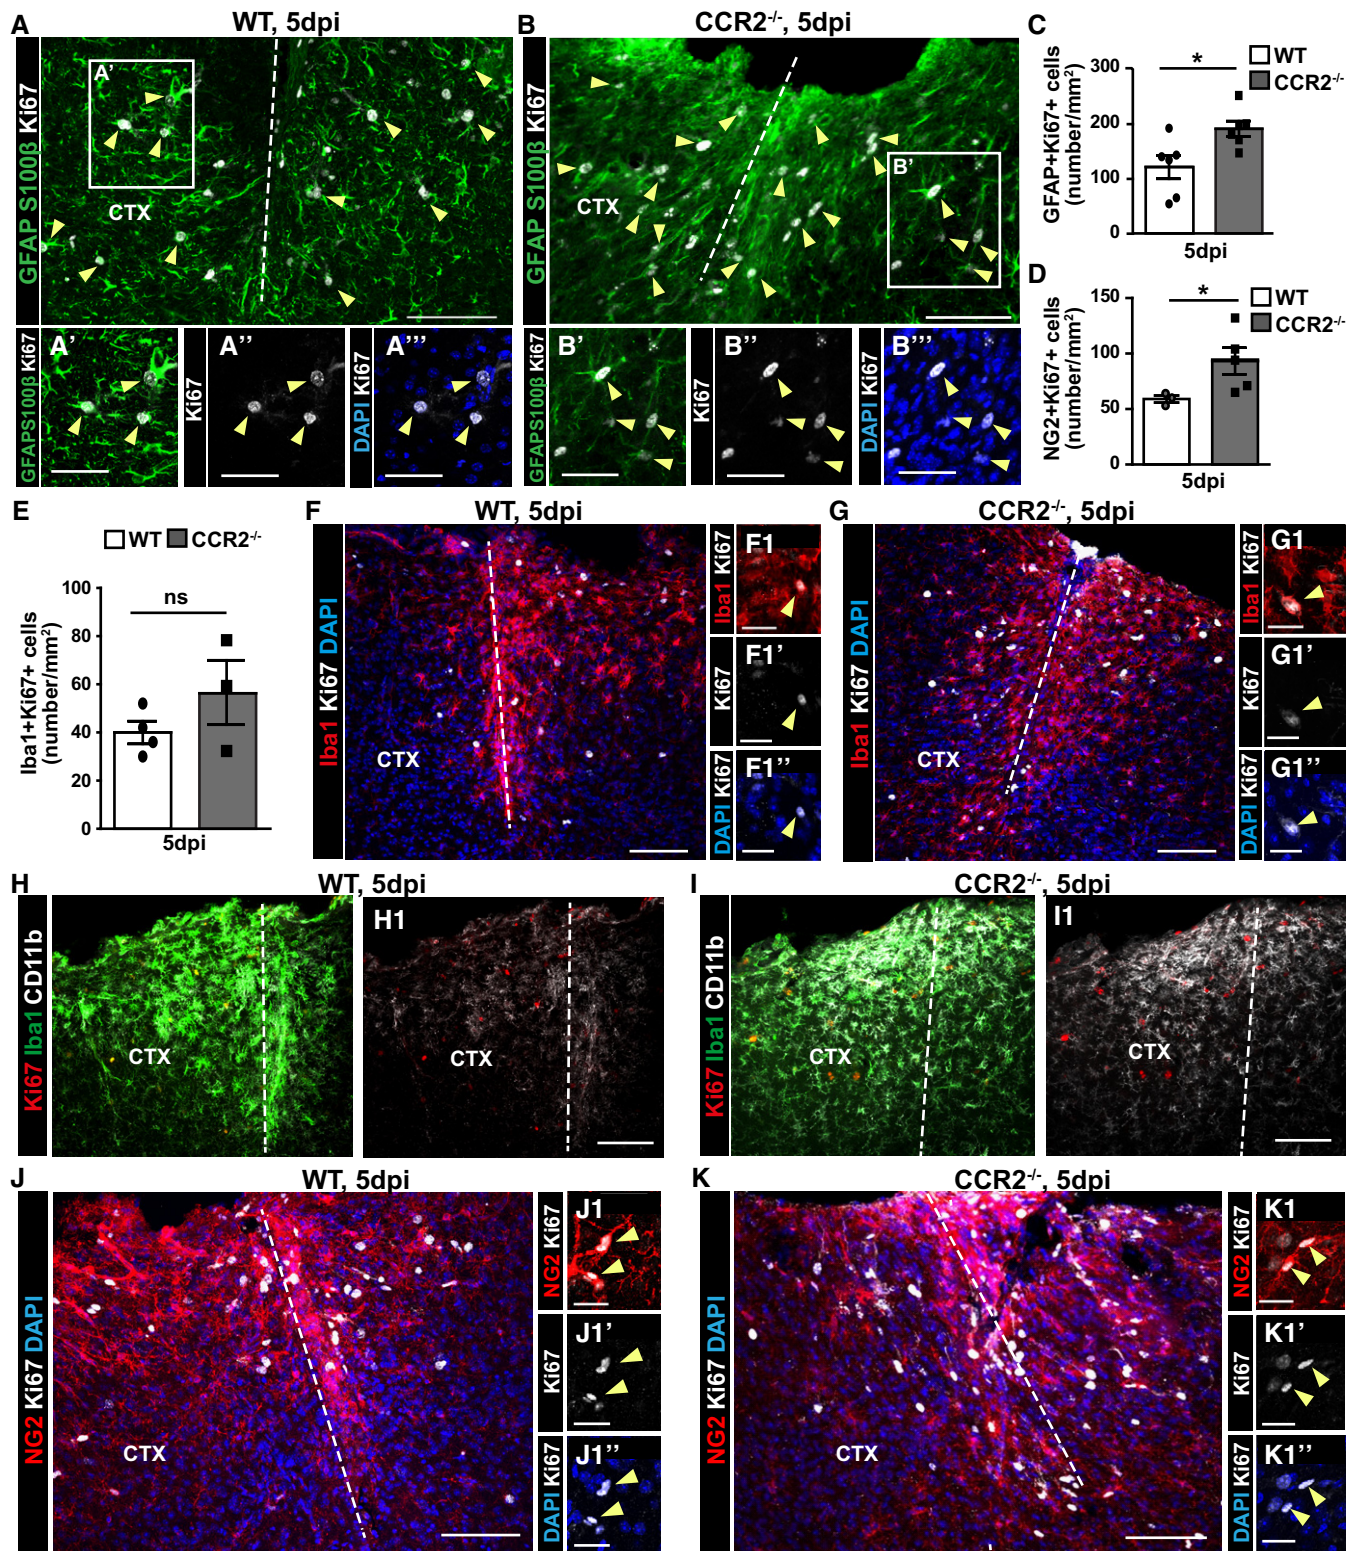 A
WT, 5dpi
GFAP S100ß Ki67
A'
CTX
A'
GFAPS100ß Ki67
A''
Ki67
A'''
DAPI Ki67
B
CCR2-/-, 5dpi
GFAP S100ß Ki67
B'
CTX
B'
GFAPS100ß Ki67
B''
Ki67
B'''
DAPI Ki67
C
WT
CCR2-/-
GFAP+Ki67+ cells
(number/mm²)
300
200
100
0
*
5dpi
D
WT
CCR2-/-
NG2+Ki67+ cells
(number/mm²)
150
100
50
0
*
5dpi
E
WT CCR2-/-
Iba1+Ki67+ cells
(number/mm²)
100
80
60
40
20
0
ns
5dpi
F
WT, 5dpi
Iba1 Ki67 DAPI
CTX
F1
Iba1 Ki67
F1'
Ki67
F1''
DAPI Ki67
G
CCR2-/-, 5dpi
Iba1 Ki67 DAPI
CTX
G1
Iba1 Ki67
G1'
Ki67
G1''
DAPI Ki67
H
WT, 5dpi
Ki67 Iba1 CD11b
CTX
H1
CTX
I
CCR2-/-, 5dpi
Ki67 Iba1 CD11b
CTX
I1
CTX
J
WT, 5dpi
NG2 Ki67 DAPI
CTX
J1
NG2 Ki67
J1'
Ki67
J1''
DAPI Ki67
K
CCR2-/-, 5dpi
NG2 Ki67 DAPI
CTX
K1
NG2 Ki67
K1'
Ki67
K1''
DAPI Ki67